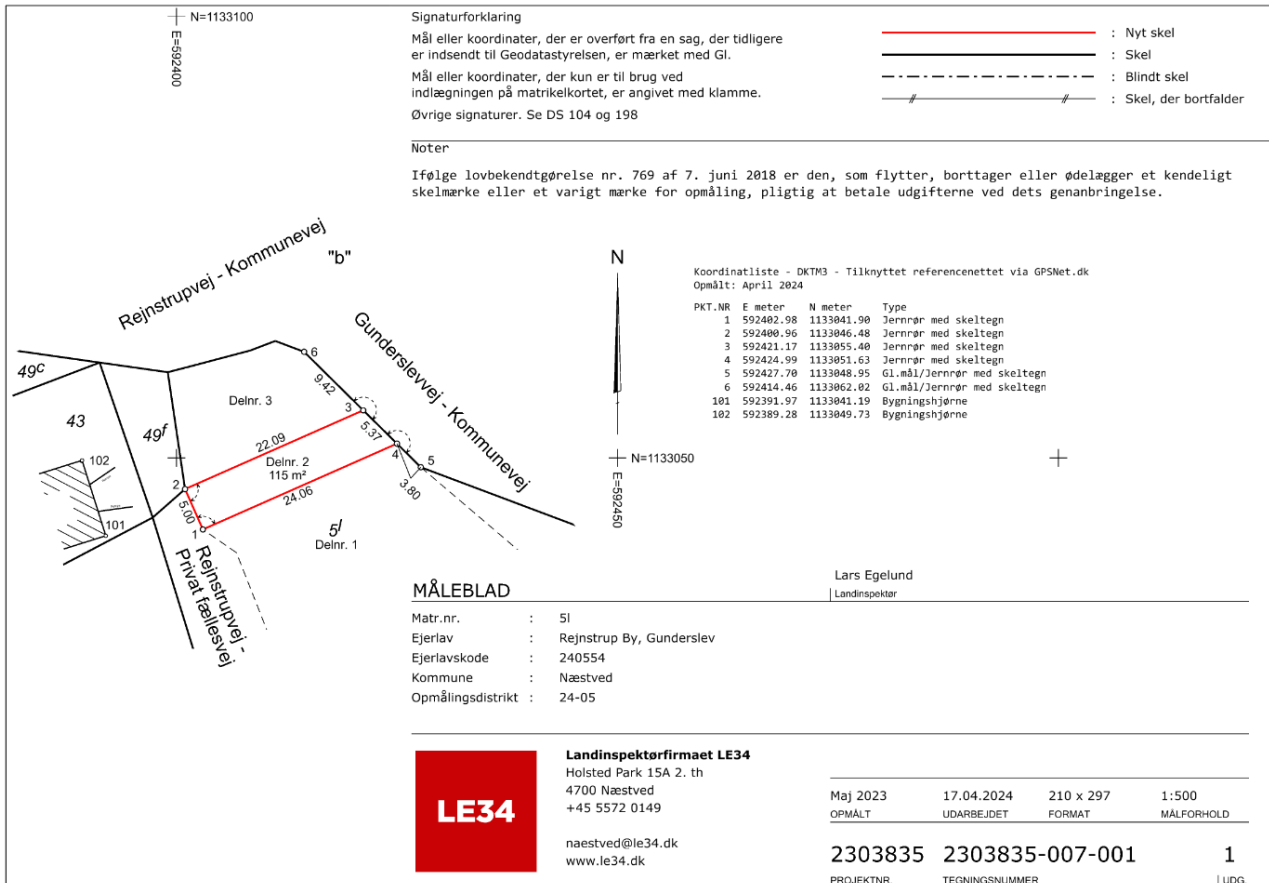 N=1133100
E=592400
Signaturforklaring
Mål eller koordinater, der er overført fra en sag, der tidligere
er indsendt til Geodatastyrelsen, er mærket med Gl.
Mål eller koordinater, der kun er til brug ved
indlægningen på matrikelkortet, er angivet med klamme.
Øvrige signaturer. Se DS 104 og 198
: Nyt skel
: Skel
: Blindt skel
: Skel, der bortfalder
Noter
Ifølge lovbekendtgørelse nr. 769 af 7. juni 2018 er den, som flytter, borttager eller ødelægger et kendeligt
skelmærke eller et varigt mærke for opmåling, pligtig at betale udgifterne ved dets genanbringelse.
Rejnstrupvej - Kommunevej
"b"
Gunderslevvej - Kommunevej
49c
43
49f
Delnr. 3
6
9.42
3
22.09
5.37
4
5
3.80
Delnr. 2
115 m²
24.06
2
5.00
1
102
101
5l
Delnr. 1
Rejnstrupvej -
Privat fællesvej
N
N=1133050
E=592450
Koordinatliste - DKTM3 - Tilknyttet referencenettet via GPSNet.dk
Opmålt: April 2024
PKT.NR E meter N meter Type
1 592402.98 1133041.90 Jernrør med skeltegn
2 592400.96 1133046.48 Jernrør med skeltegn
3 592421.17 1133055.40 Jernrør med skeltegn
4 592424.99 1133051.63 Jernrør med skeltegn
5 592427.70 1133048.95 Gl.mål/Jernrør med skeltegn
6 592414.46 1133062.02 Gl.mål/Jernrør med skeltegn
101 592391.97 1133041.19 Bygningshjørne
102 592389.28 1133049.73 Bygningshjørne
MÅLEBLAD
Lars Egelund
Landinspektør
Matr.nr. : 5l
Ejerlav : Rejnstrup By, Gunderslev
Ejerlavskode : 240554
Kommune : Næstved
Opmålingsdistrikt : 24-05
LE34
Landinspektørfirmaet LE34
Holsted Park 15A 2. th
4700 Næstved
+45 5572 0149
naestved@le34.dk
www.le34.dk
Maj 2023 17.04.2024 210 x 297 1:500
OPMÅLT UDARBEJDET FORMAT MÅLFORHOLD
2303835 2303835-007-001 1
PROJEKTNR. TEGNINGSNUMMER UDG.